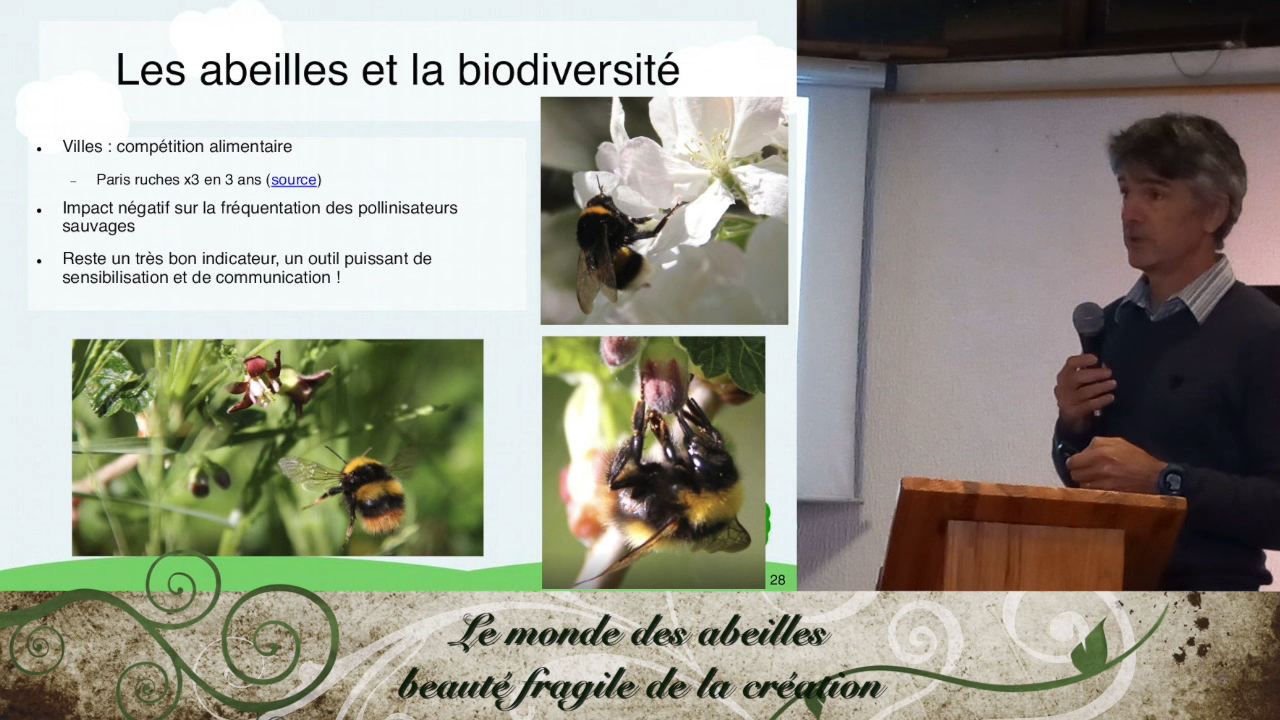 Les abeilles et la biodiversité
• Villes : compétition alimentaire
– Paris ruches x3 en 3 ans (source)
• Impact négatif sur la fréquentation des pollinisateurs
sauvages
• Reste un très bon indicateur, un outil puissant de
sensibilisation et de communication !
28
Le monde des abeilles
beauté fragile de la création